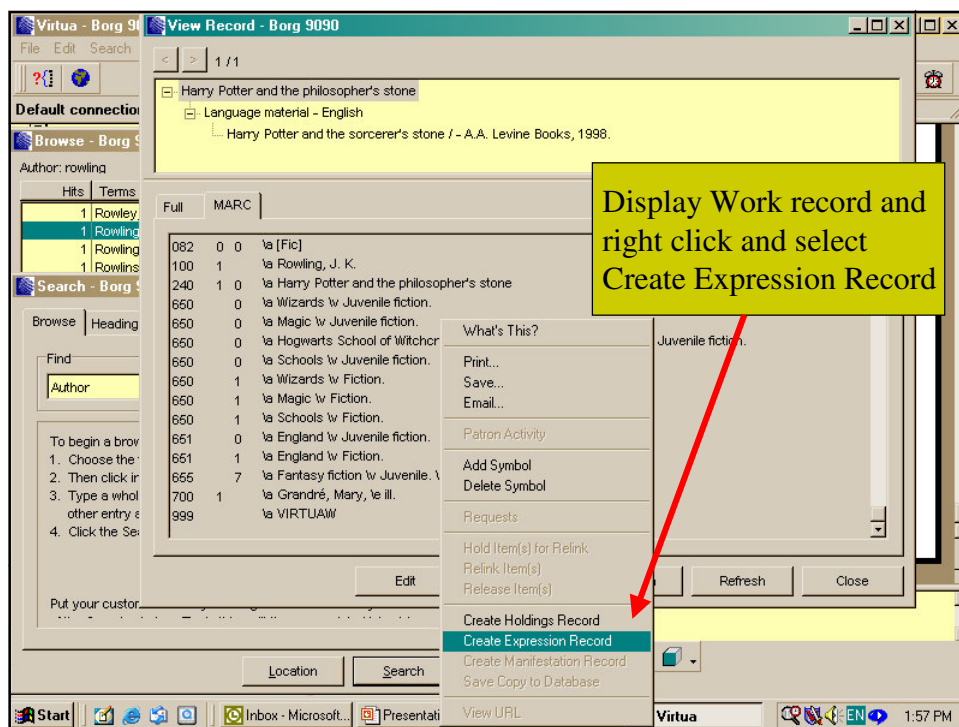 Virtua - Borg 90
View Record - Borg 9090
File Edit Search
< > 1 / 1
Default connection
Harry Potter and the philosopher's stone
Language material - English
Harry Potter and the sorcerer's stone / - A.A. Levine Books, 1998.
Browse - Borg 9
Author: rowling
Hits Terms
1 Rowley,
1 Rowling
1 Rowling
1 Rowlins
Search - Borg 9
Browse Heading
Find
Author
To begin a brow
1. Choose the
2. Then click in
3. Type a whol
other entry a
4. Click the Sea
Put your custor
Location Search
Full MARC
082 0 0 \a [Fic]
100 1 \a Rowling, J. K.
240 1 0 \a Harry Potter and the philosopher's stone
650 0 \a Wizards \v Juvenile fiction.
650 0 \a Magic \v Juvenile fiction.
650 0 \a Hogwarts School of Witchcr Juvenile fiction.
650 0 \a Schools \v Juvenile fiction.
650 1 \a Wizards \v Fiction.
650 1 \a Magic \v Fiction.
650 1 \a Schools \v Fiction.
651 0 \a England \v Juvenile fiction.
651 1 \a England \v Fiction.
655 7 \a Fantasy fiction \v Juvenile. \
700 1 \a Grandré, Mary, \e ill.
999 \a VIRTUAW
Edit Refresh Close
Display Work record and
right click and select
Create Expression Record
What's This?
Print...
Save...
Email...
Patron Activity
Add Symbol
Delete Symbol
Requests
Hold Item(s) for Relink
Relink Item(s)
Release Item(s)
Create Holdings Record
Create Expression Record
Create Manifestation Record
Save Copy to Database
View URL
Start Inbox - Microsoft... Presentati Virtua EN 1:57 PM